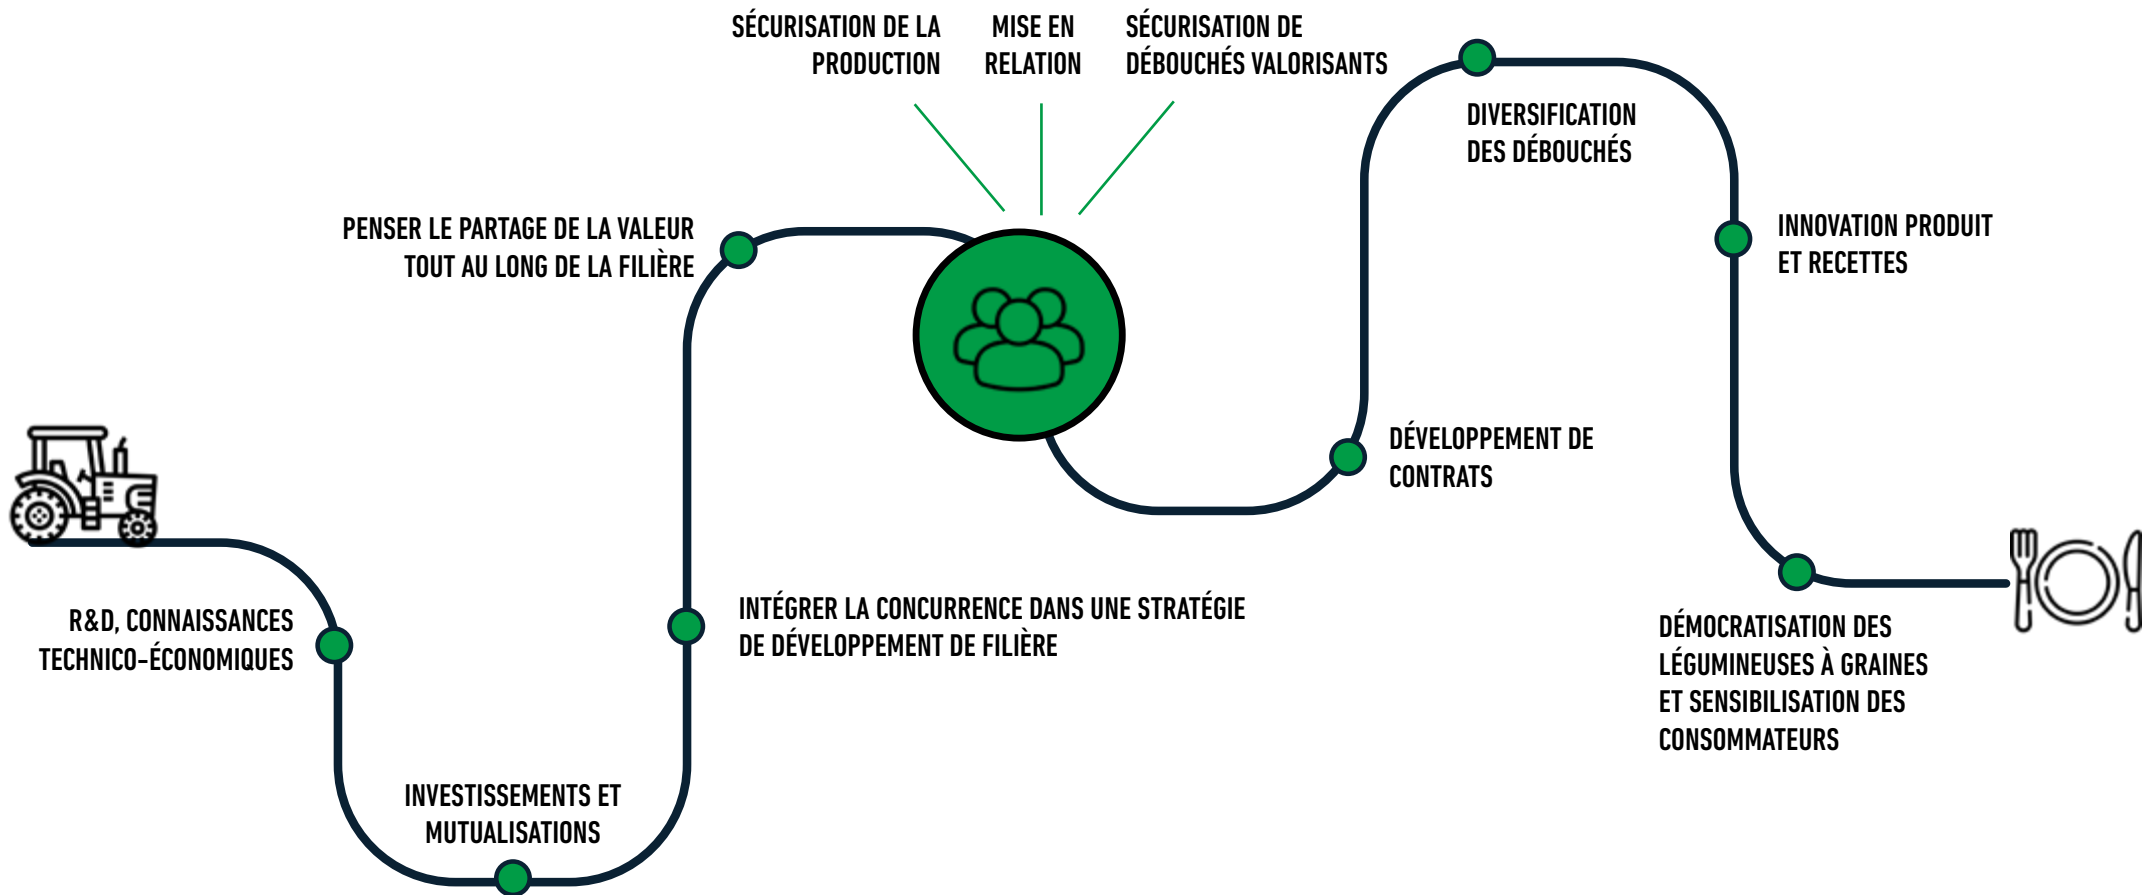 SÉCURISATION DE LA
PRODUCTION
MISE EN
RELATION
SÉCURISATION DE
DÉBOUCHÉS VALORISANTS
DIVERSIFICATION
DES DÉBOUCHÉS
PENSER LE PARTAGE DE LA VALEUR
TOUT AU LONG DE LA FILIÈRE
INNOVATION PRODUIT
ET RECETTES
DÉVELOPPEMENT DE
CONTRATS
R&D, CONNAISSANCES
TECHNICO-ÉCONOMIQUES
INTÉGRER LA CONCURRENCE DANS UNE STRATÉGIE
DE DÉVELOPPEMENT DE FILIÈRE
DÉMOCRATISATION DES
LÉGUMINEUSES À GRAINES
ET SENSIBILISATION DES
CONSOMMATEURS
INVESTISSEMENTS ET
MUTUALISATIONS